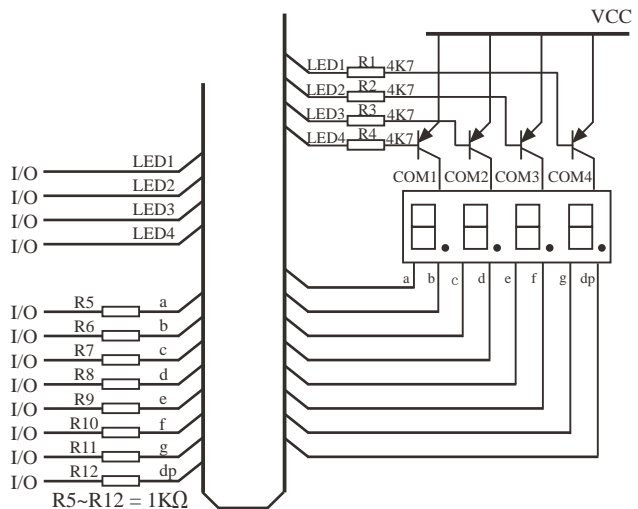 VCC
LED1 R1 4K7
LED2 R2 4K7
LED3 R3 4K7
LED4 R4 4K7
COM1 COM2 COM3 COM4
I/O LED1
I/O LED2
I/O LED3
I/O LED4
a b c d e f g dp
I/O R5 a
I/O R6 b
I/O R7 c
I/O R8 d
I/O R9 e
I/O R10 f
I/O R11 g
I/O R12 dp
R5~R12 = 1KΩ